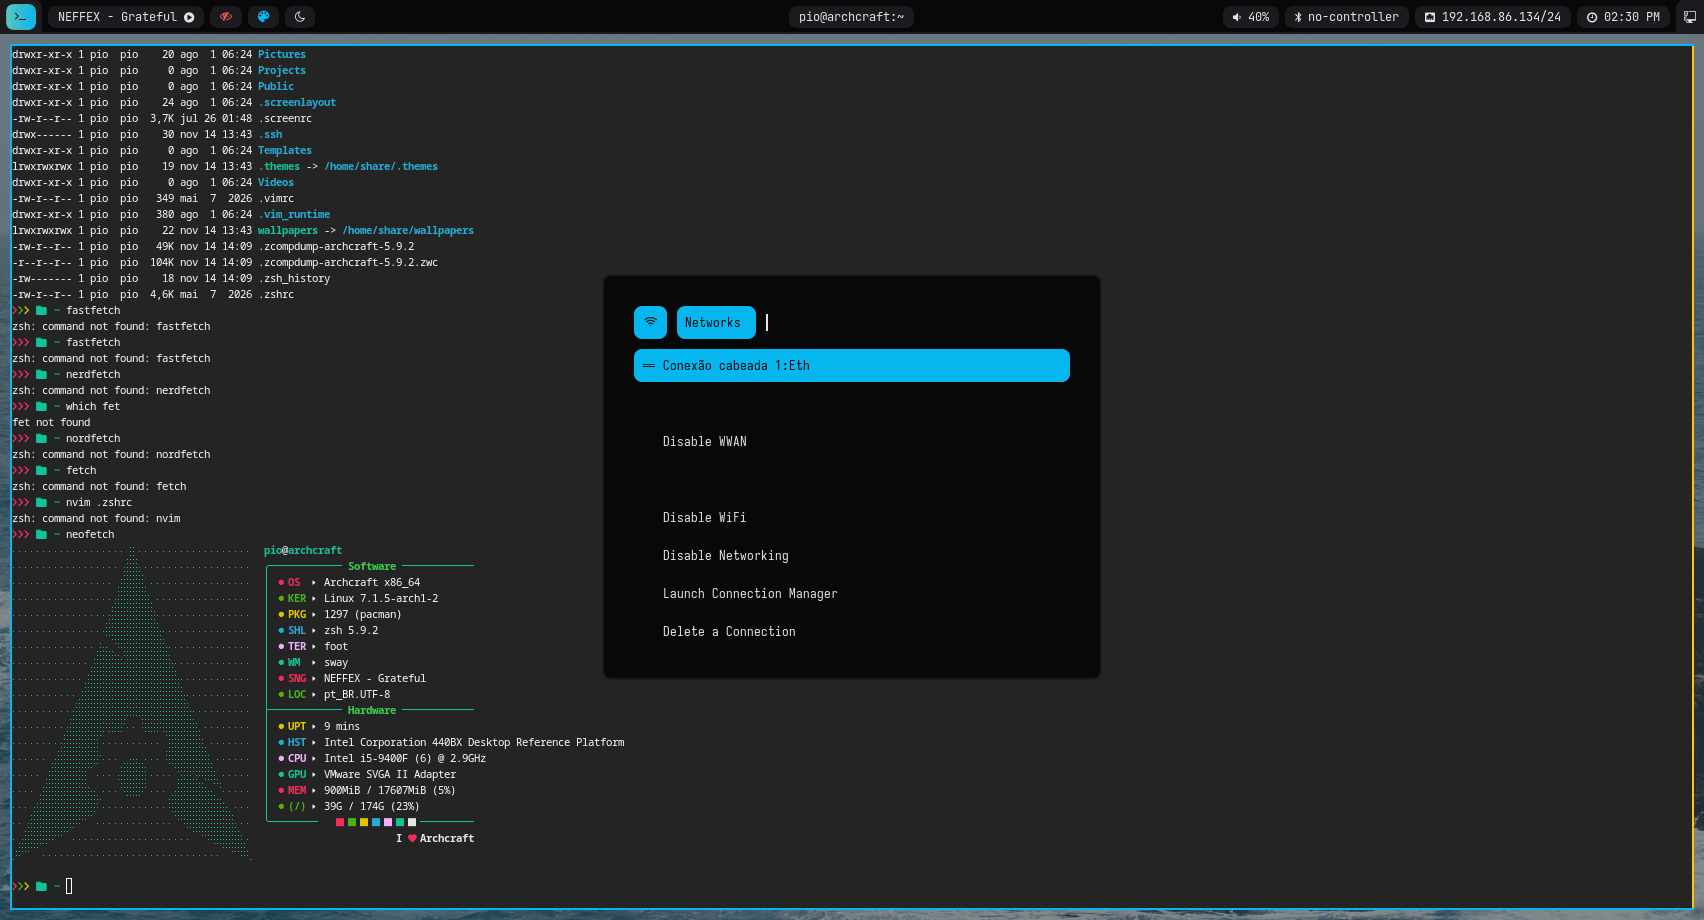 NEFFEX - Grateful
pio@archcraft:~
40%
no-controller
192.168.86.134/24
02:30 PM
drwxr-xr-x 1 pio  pio    20 ago  1 06:24 Pictures
drwxr-xr-x 1 pio  pio     0 ago  1 06:24 Projects
drwxr-xr-x 1 pio  pio     0 ago  1 06:24 Public
drwxr-xr-x 1 pio  pio    24 ago  1 06:24 .screenlayout
-rw-r--r-- 1 pio  pio  3,7K jul 26 01:48 .screenrc
drwx------ 1 pio  pio    30 nov 14 13:43 .ssh
drwxr-xr-x 1 pio  pio     0 ago  1 06:24 Templates
lrwxrwxrwx 1 pio  pio    19 nov 14 13:43 .themes -> /home/share/.themes
drwxr-xr-x 1 pio  pio     0 ago  1 06:24 Videos
-rw-r--r-- 1 pio  pio   349 mai  7  2026 .vimrc
drwxr-xr-x 1 pio  pio   380 ago  1 06:24 .vim_runtime
lrwxrwxrwx 1 pio  pio    22 nov 14 13:43 wallpapers -> /home/share/wallpapers
-rw-r--r-- 1 pio  pio   49K nov 14 14:09 .zcompdump-archcraft-5.9.2
-r--r--r-- 1 pio  pio  104K nov 14 14:09 .zcompdump-archcraft-5.9.2.zwc
-rw------- 1 pio  pio    18 nov 14 14:09 .zsh_history
-rw-r--r-- 1 pio  pio  4,6K mai  7  2026 .zshrc
~ fastfetch
zsh: command not found: fastfetch
~ fastfetch
zsh: command not found: fastfetch
~ nerdfetch
zsh: command not found: nerdfetch
~ which fet
fet not found
~ nordfetch
zsh: command not found: nordfetch
~ fetch
zsh: command not found: fetch
~ nvim .zshrc
zsh: command not found: nvim
~ neofetch
pio@archcraft
Software
OS Archcraft x86_64
KER Linux 7.1.5-arch1-2
PKG 1297 (pacman)
SHL zsh 5.9.2
TER foot
WM sway
SNG NEFFEX - Grateful
LOC pt_BR.UTF-8
Hardware
UPT 9 mins
HST Intel Corporation 440BX Desktop Reference Platform
CPU Intel i5-9400F (6) @ 2.9GHz
GPU VMware SVGA II Adapter
MEM 900MiB / 17607MiB (5%)
(/) 39G / 174G (23%)
I ♥ Archcraft
~
Networks
== Conexão cabeada 1:Eth
Disable WWAN
Disable WiFi
Disable Networking
Launch Connection Manager
Delete a Connection